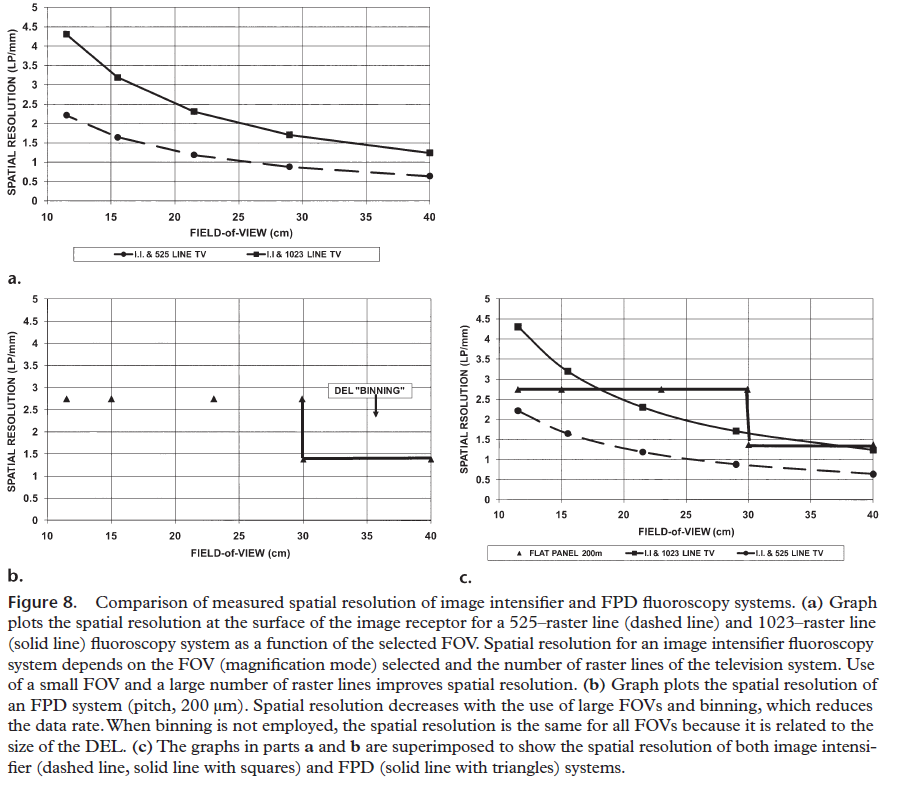 5
4.5
4
3.5
3
2.5
2
1.5
1
0.5
0
SPATIAL RESOLUTION (LP/mm)
10 15 20 25 30 35 40
FIELD-of-VIEW (cm)
I.I. & 525 LINE TV I.I & 1023 LINE TV
a.
5
4.5
4
3.5
3
2.5
2
1.5
1
0.5
0
SPATIAL RESOLUTION (LP/mm)
DEL "BINNING"
10 15 20 25 30 35 40
FIELD-of-VIEW (cm)
b.
5
4.5
4
3.5
3
2.5
2
1.5
1
0.5
0
SPATIAL RSOLUTION (LP/mm)
10 15 20 25 30 35 40
FIELD-of-VIEW (cm)
FLAT PANEL 200m I.I & 1023 LINE TV I.I. & 525 LINE TV
c.
Figure 8. Comparison of measured spatial resolution of image intensifier and FPD fluoroscopy systems. (a) Graph
plots the spatial resolution at the surface of the image receptor for a 525–raster line (dashed line) and 1023–raster line
(solid line) fluoroscopy system as a function of the selected FOV. Spatial resolution for an image intensifier fluoroscopy
system depends on the FOV (magnification mode) selected and the number of raster lines of the television system. Use
of a small FOV and a large number of raster lines improves spatial resolution. (b) Graph plots the spatial resolution of
an FPD system (pitch, 200 μm). Spatial resolution decreases with the use of large FOVs and binning, which reduces
the data rate. When binning is not employed, the spatial resolution is the same for all FOVs because it is related to the
size of the DEL. (c) The graphs in parts a and b are superimposed to show the spatial resolution of both image intensi-
fier (dashed line, solid line with squares) and FPD (solid line with triangles) systems.